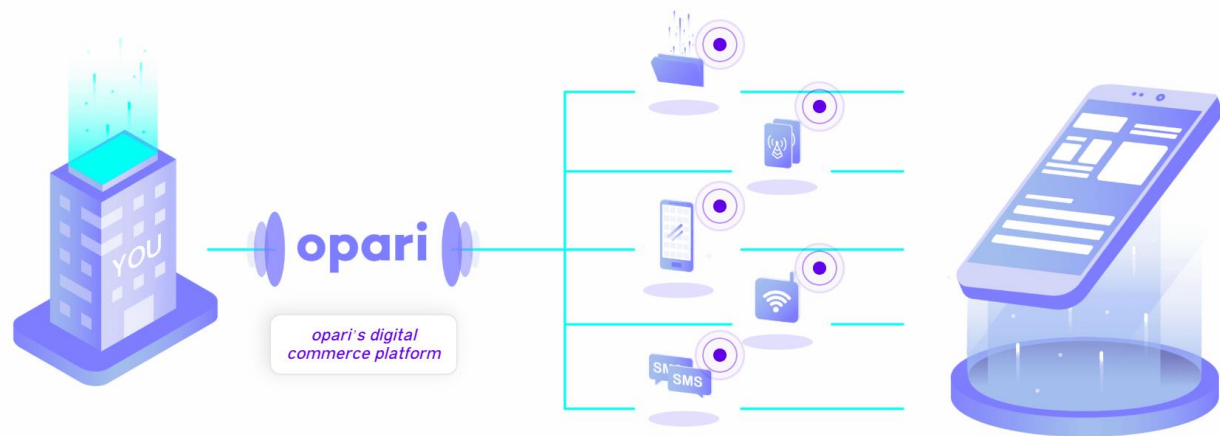 YOU
opari
opari's digital
commerce platform
SMS
SMS